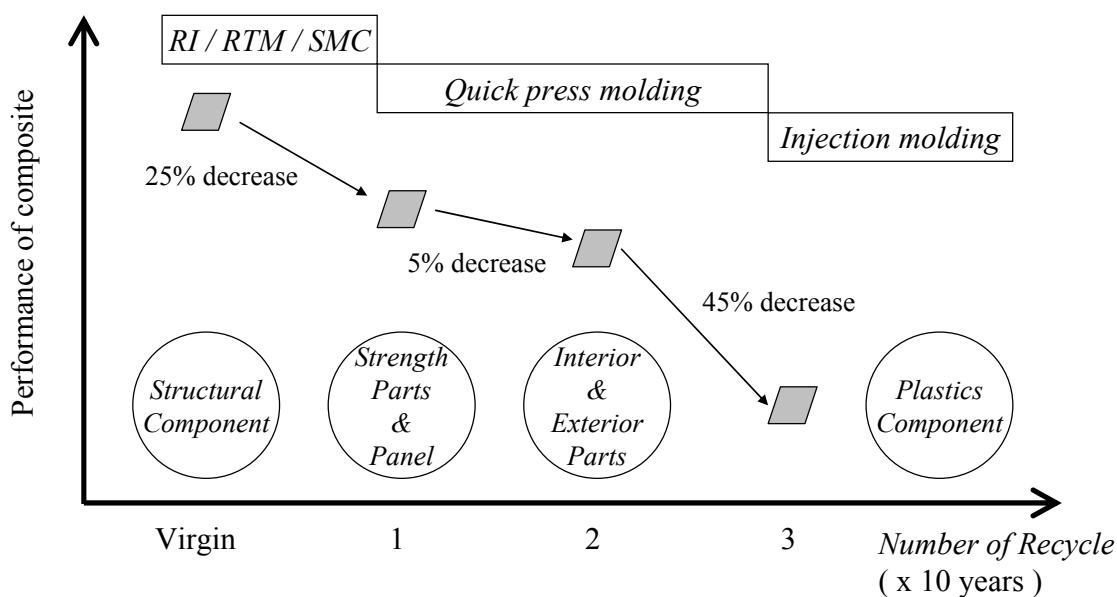 RI / RTM / SMC
Quick press molding
Injection molding
Performance of composite
25% decrease
5% decrease
45% decrease
Structural
Component
Strength
Parts
&
Panel
Interior
&
Exterior
Parts
Plastics
Component
Virgin
1
2
3
Number of Recycle
( x 10 years )